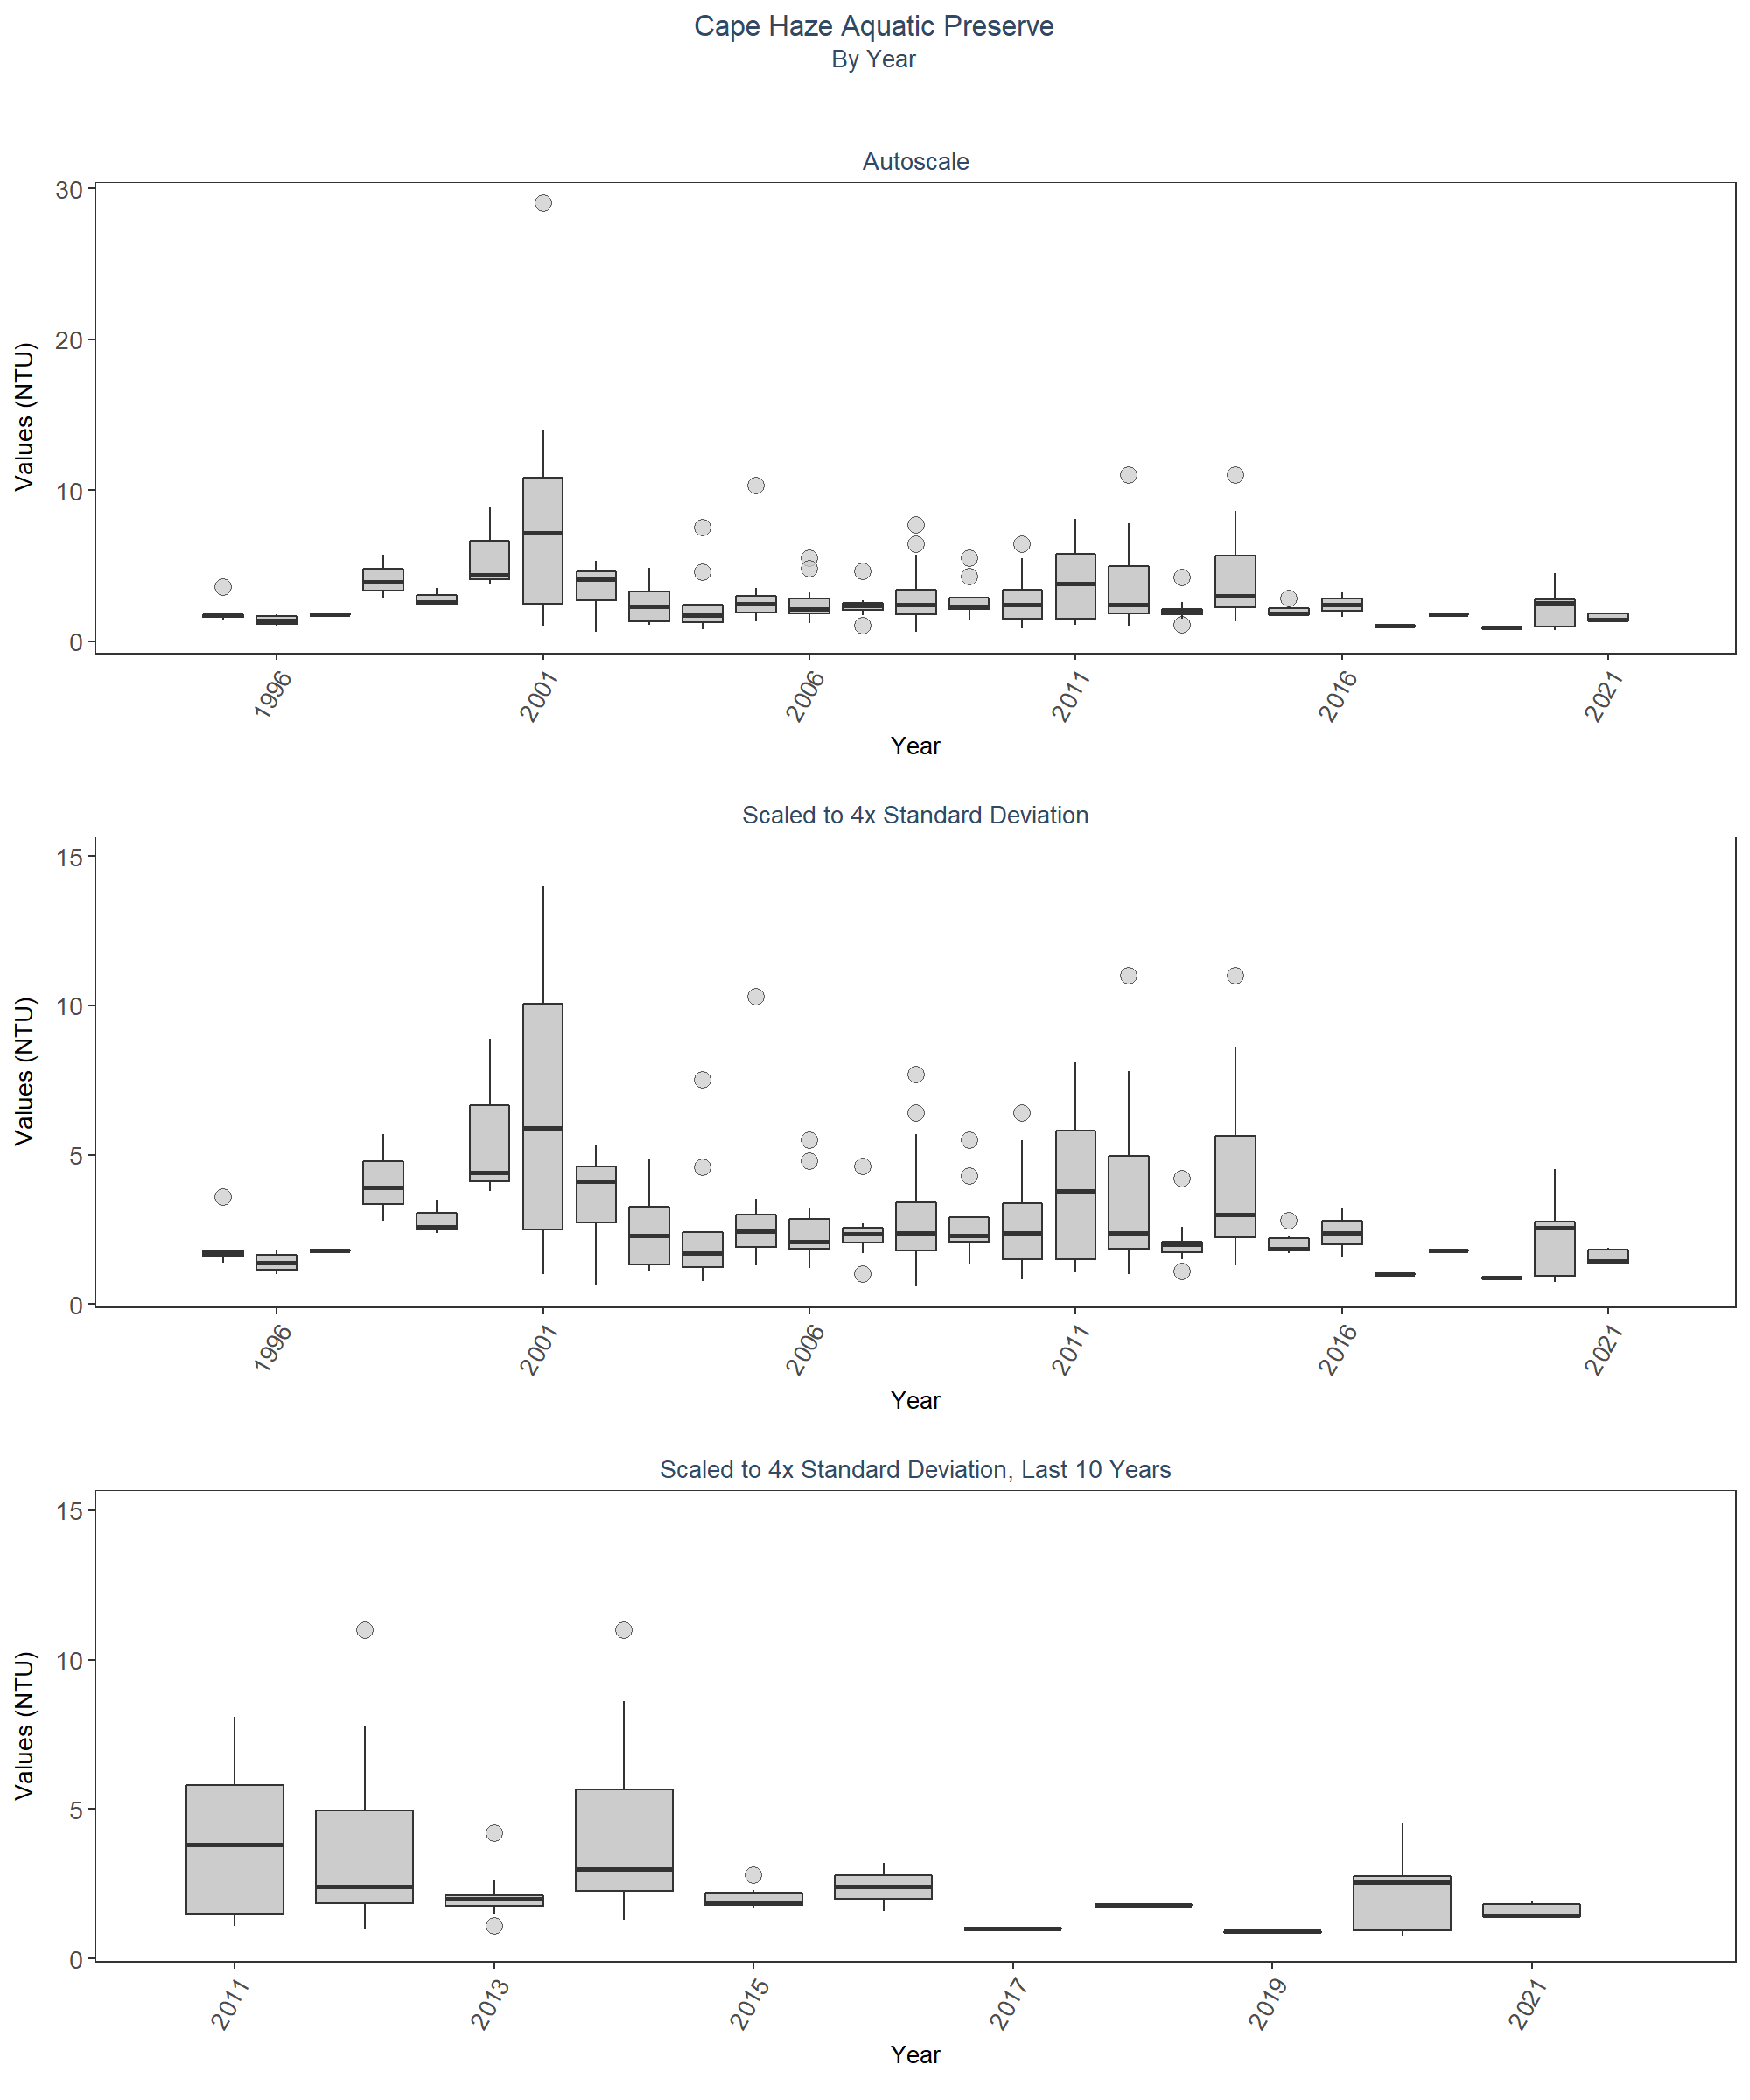 Cape Haze Aquatic Preserve
By Year
Autoscale
Values (NTU)
30
20
10
0
1996
2001
2006
2011
2016
2021
Year
Scaled to 4x Standard Deviation
Values (NTU)
15
10
5
0
1996
2001
2006
2011
2016
2021
Year
Scaled to 4x Standard Deviation, Last 10 Years
Values (NTU)
15
10
5
0
2011
2013
2015
2017
2019
2021
Year